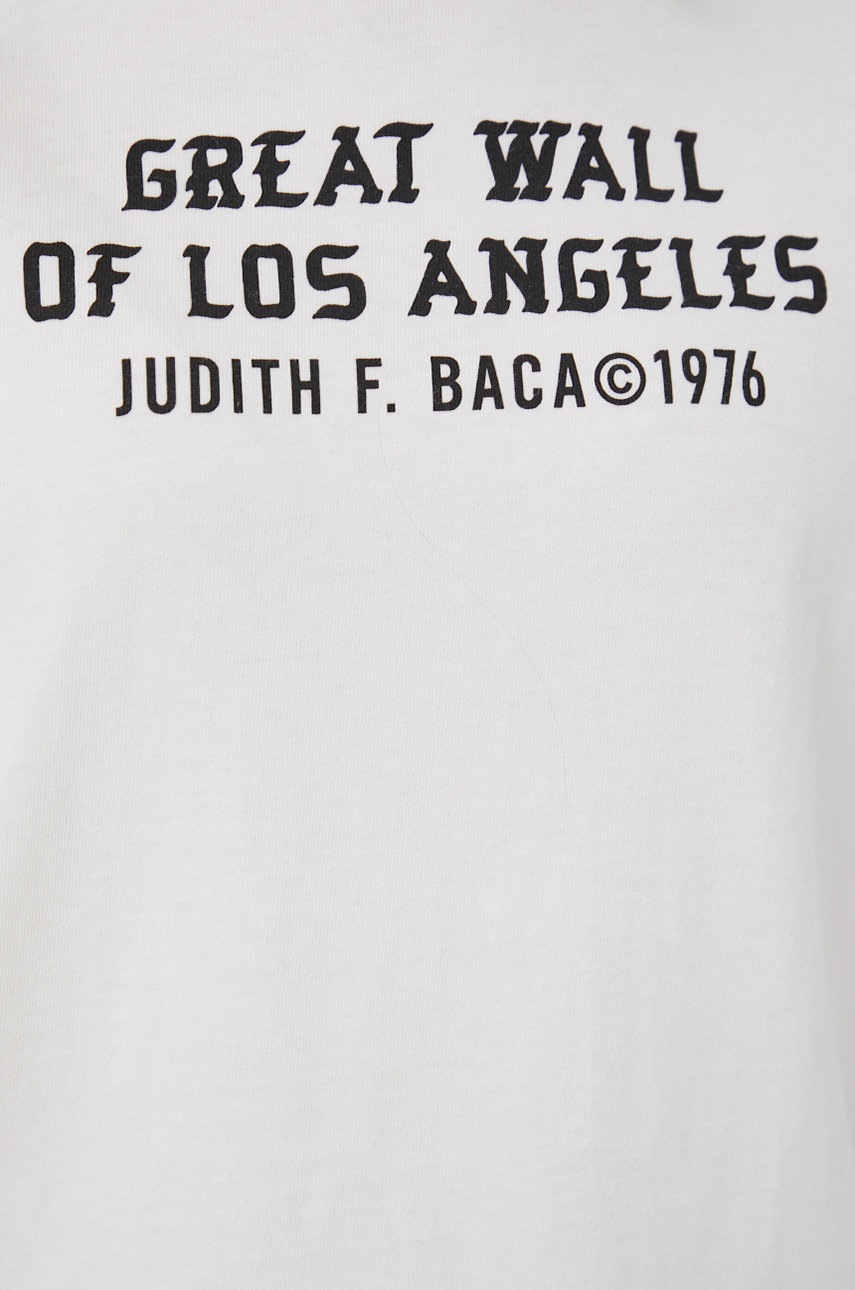 GREAT WALL
OF LOS ANGELES
JUDITH F. BACA©1976